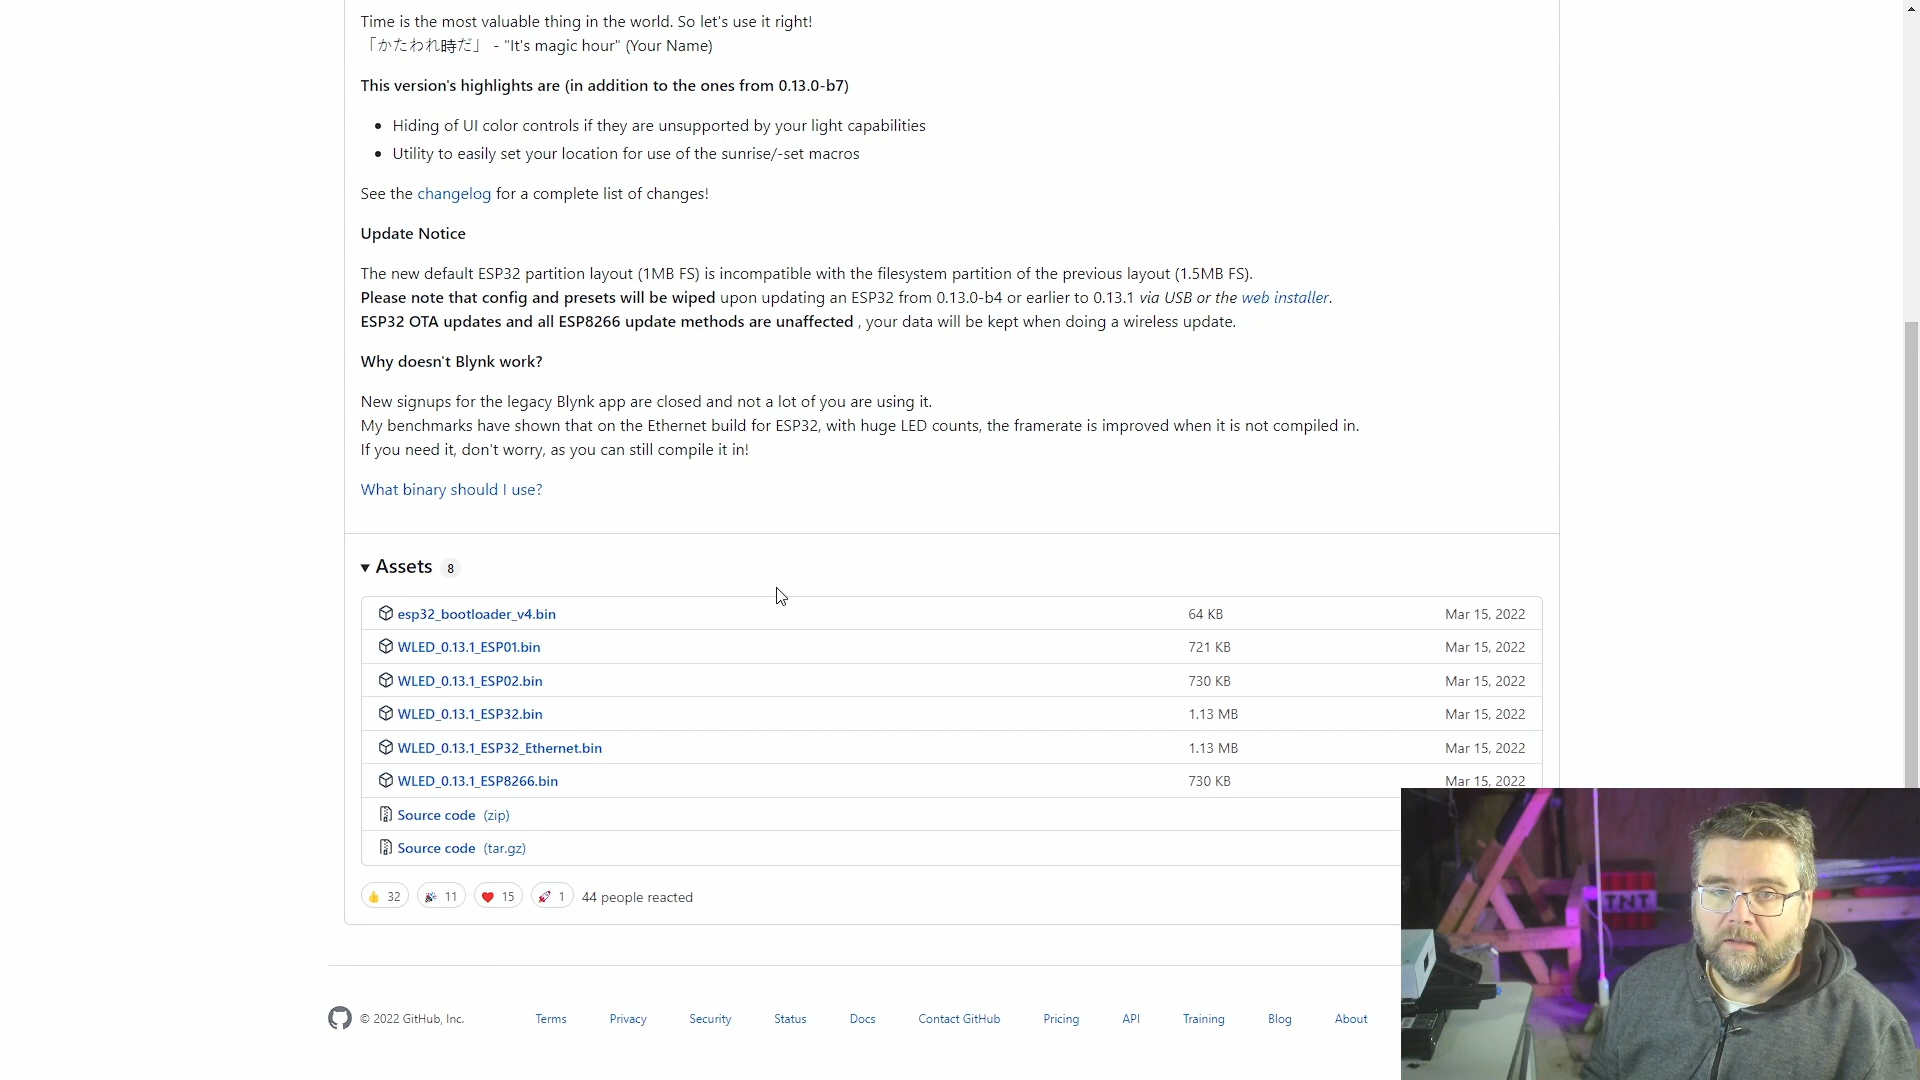 Time is the most valuable thing in the world. So let's use it right!
「かたわれ時だ」 - "It's magic hour" (Your Name)
This version's highlights are (in addition to the ones from 0.13.0-b7)
• Hiding of UI color controls if they are unsupported by your light capabilities
• Utility to easily set your location for use of the sunrise/-set macros
See the changelog for a complete list of changes!
Update Notice
The new default ESP32 partition layout (1MB FS) is incompatible with the filesystem partition of the previous layout (1.5MB FS).
Please note that config and presets will be wiped upon updating an ESP32 from 0.13.0-b4 or earlier to 0.13.1 via USB or the web installer.
ESP32 OTA updates and all ESP8266 update methods are unaffected , your data will be kept when doing a wireless update.
Why doesn't Blynk work?
New signups for the legacy Blynk app are closed and not a lot of you are using it.
My benchmarks have shown that on the Ethernet build for ESP32, with huge LED counts, the framerate is improved when it is not compiled in.
If you need it, don't worry, as you can still compile it in!
What binary should I use?
Assets 8
esp32_bootloader_v4.bin 64 KB Mar 15, 2022
WLED_0.13.1_ESP01.bin 721 KB Mar 15, 2022
WLED_0.13.1_ESP02.bin 730 KB Mar 15, 2022
WLED_0.13.1_ESP32.bin 1.13 MB Mar 15, 2022
WLED_0.13.1_ESP32_Ethernet.bin 1.13 MB Mar 15, 2022
WLED_0.13.1_ESP8266.bin 730 KB Mar 15, 2022
Source code (zip)
Source code (tar.gz)
👍 32 🎉 11 ❤️ 15 🚀 1 44 people reacted
TNT
© 2022 GitHub, Inc. Terms Privacy Security Status Docs Contact GitHub Pricing API Training Blog About